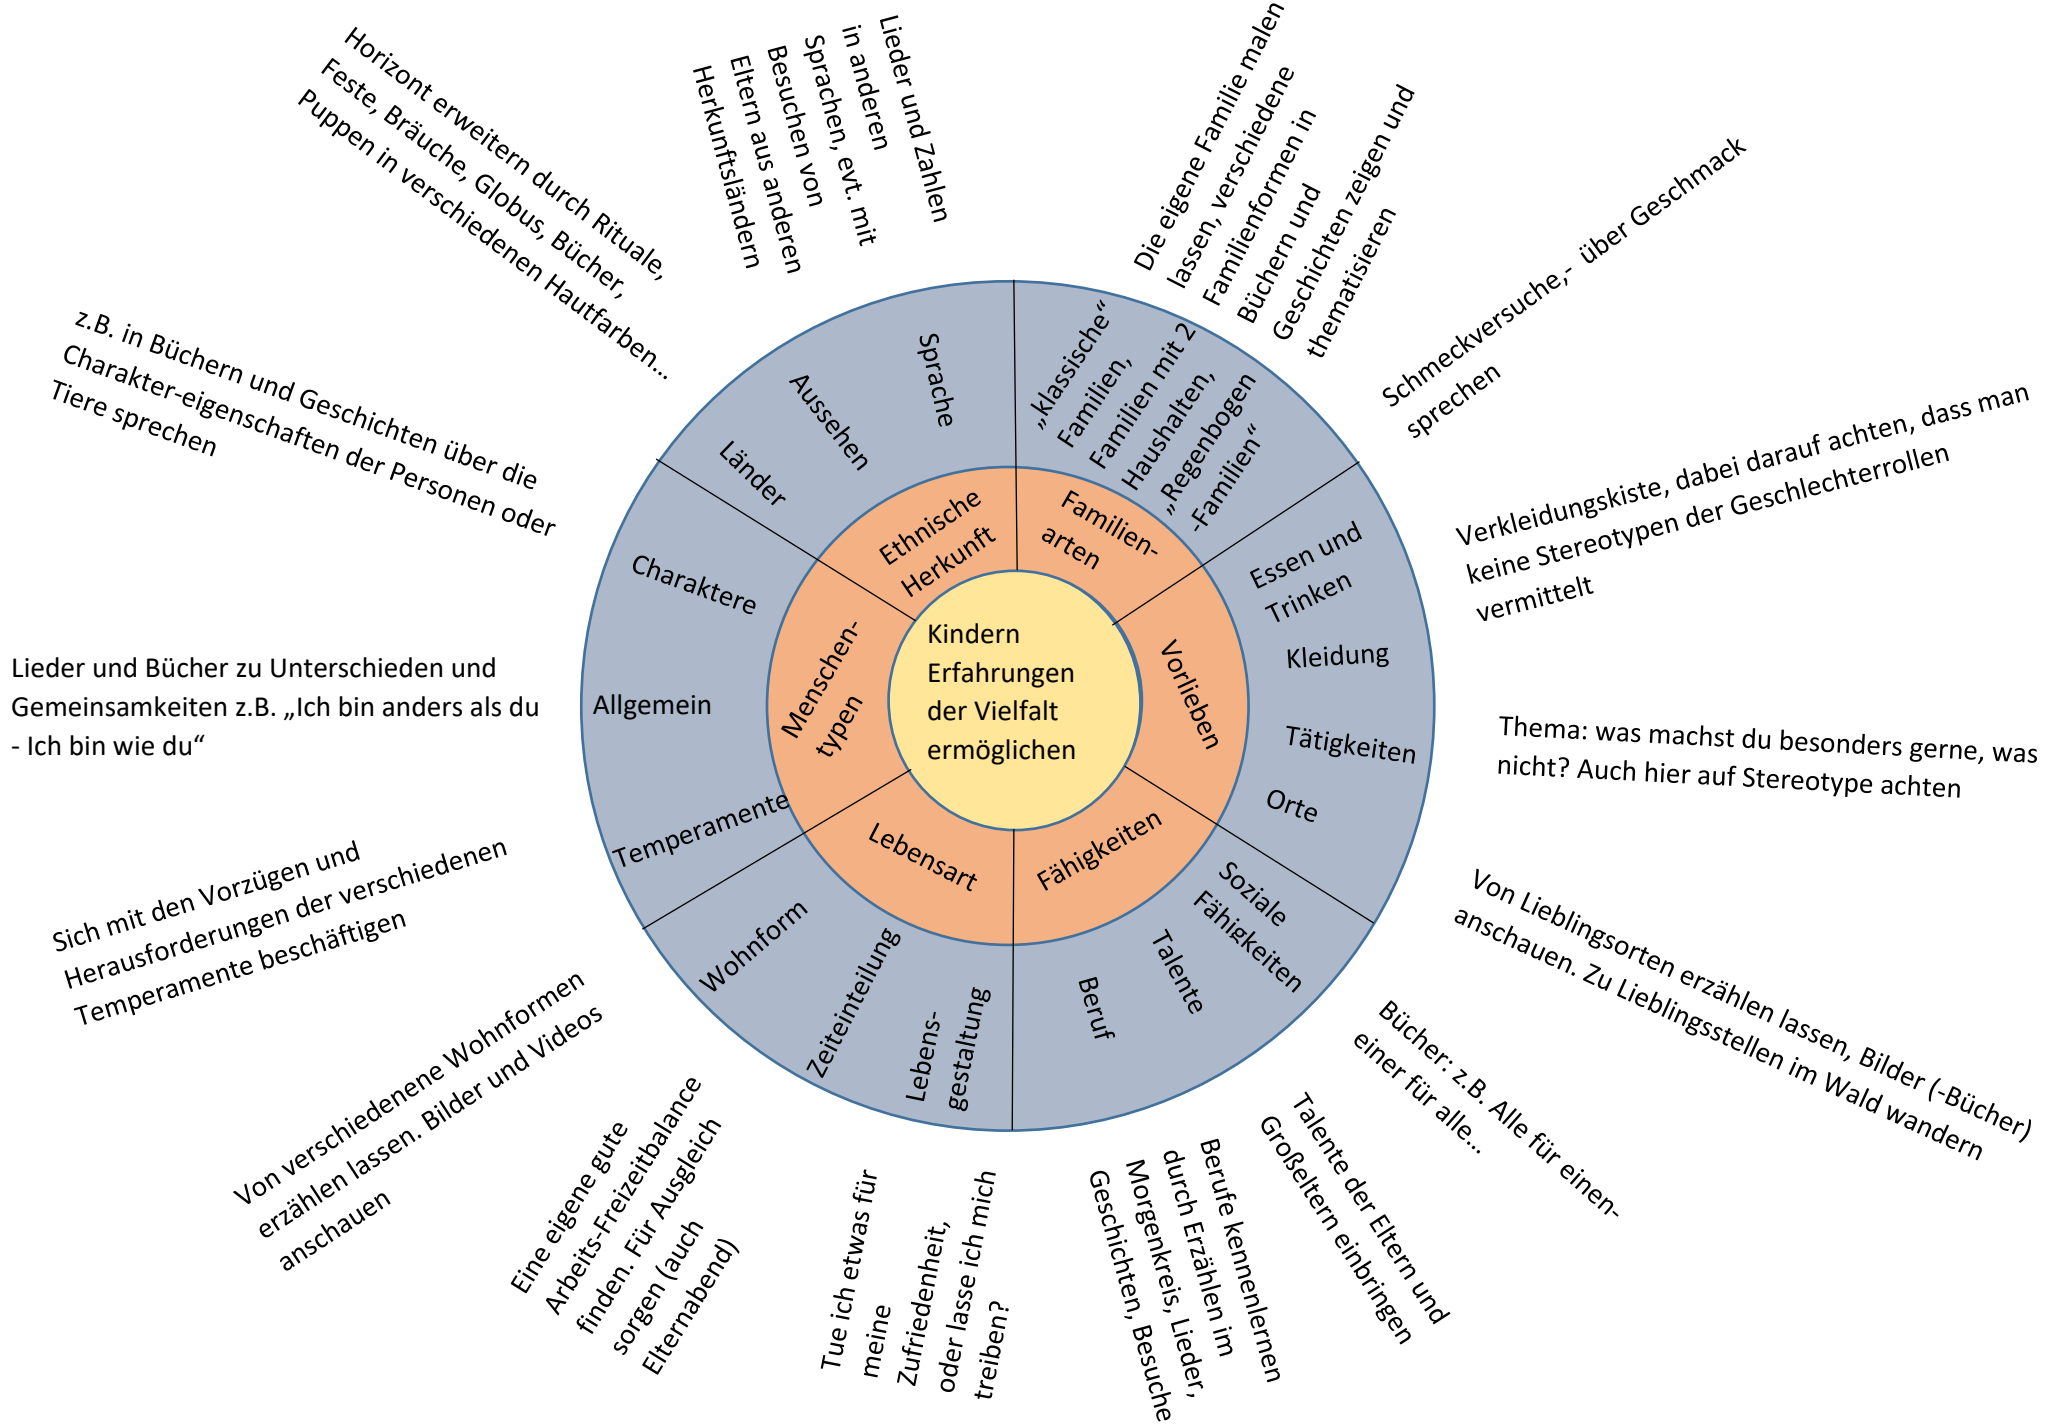 Kindern
Erfahrungen
der Vielfalt
ermöglichen
Ethnische
Herkunft
Familien-
arten
Vorlieben
Fähigkeiten
Lebensart
Menschen-
typen
Länder
Aussehen
Sprache
„klassische“
Familien,
Familien mit 2
Haushalten,
„Regenbogen
-Familien“
Essen und
Trinken
Kleidung
Tätigkeiten
Orte
Soziale
Fähigkeiten
Talente
Beruf
Lebens-
gestaltung
Zeiteinteilung
Wohnform
Temperamente
Allgemein
Charaktere
Horizont erweitern durch Rituale,
Feste, Bräuche, Globus, Bücher,
Puppen in verschiedenen Hautfarben...
Lieder und Zahlen
in anderen
Sprachen, evt. mit
Besuchen von
Eltern aus anderen
Herkunftsländern
Die eigene Familie malen
lassen, verschiedene
Familienformen in
Büchern und
Geschichten zeigen und
thematisieren
Schmeckversuche,- über Geschmack
sprechen
Verkleidungskiste, dabei darauf achten, dass man
keine Stereotypen der Geschlechterrollen
vermittelt
Thema: was machst du besonders gerne, was
nicht? Auch hier auf Stereotype achten
Von Lieblingsorten erzählen lassen, Bilder (-Bücher)
anschauen. Zu Lieblingsstellen im Wald wandern
Bücher: z.B. Alle für einen-
einer für alle...
Talente der Eltern und
Großeltern einbringen
Berufe kennenlernen
durch Erzählen im
Morgenkreis, Lieder,
Geschichten, Besuche
Tue ich etwas für
meine
Zufriedenheit,
oder lasse ich mich
treiben?
Eine eigene gute
Arbeits-Freizeitbalance
finden. Für Ausgleich
sorgen (auch
Elternabend)
Von verschiedene Wohnformen
erzählen lassen. Bilder und Videos
anschauen
Sich mit den Vorzügen und
Herausforderungen der verschiedenen
Temperamente beschäftigen
Lieder und Bücher zu Unterschieden und
Gemeinsamkeiten z.B. „Ich bin anders als du
- Ich bin wie du“
z.B. in Büchern und Geschichten über die
Charakter-eigenschaften der Personen oder
Tiere sprechen